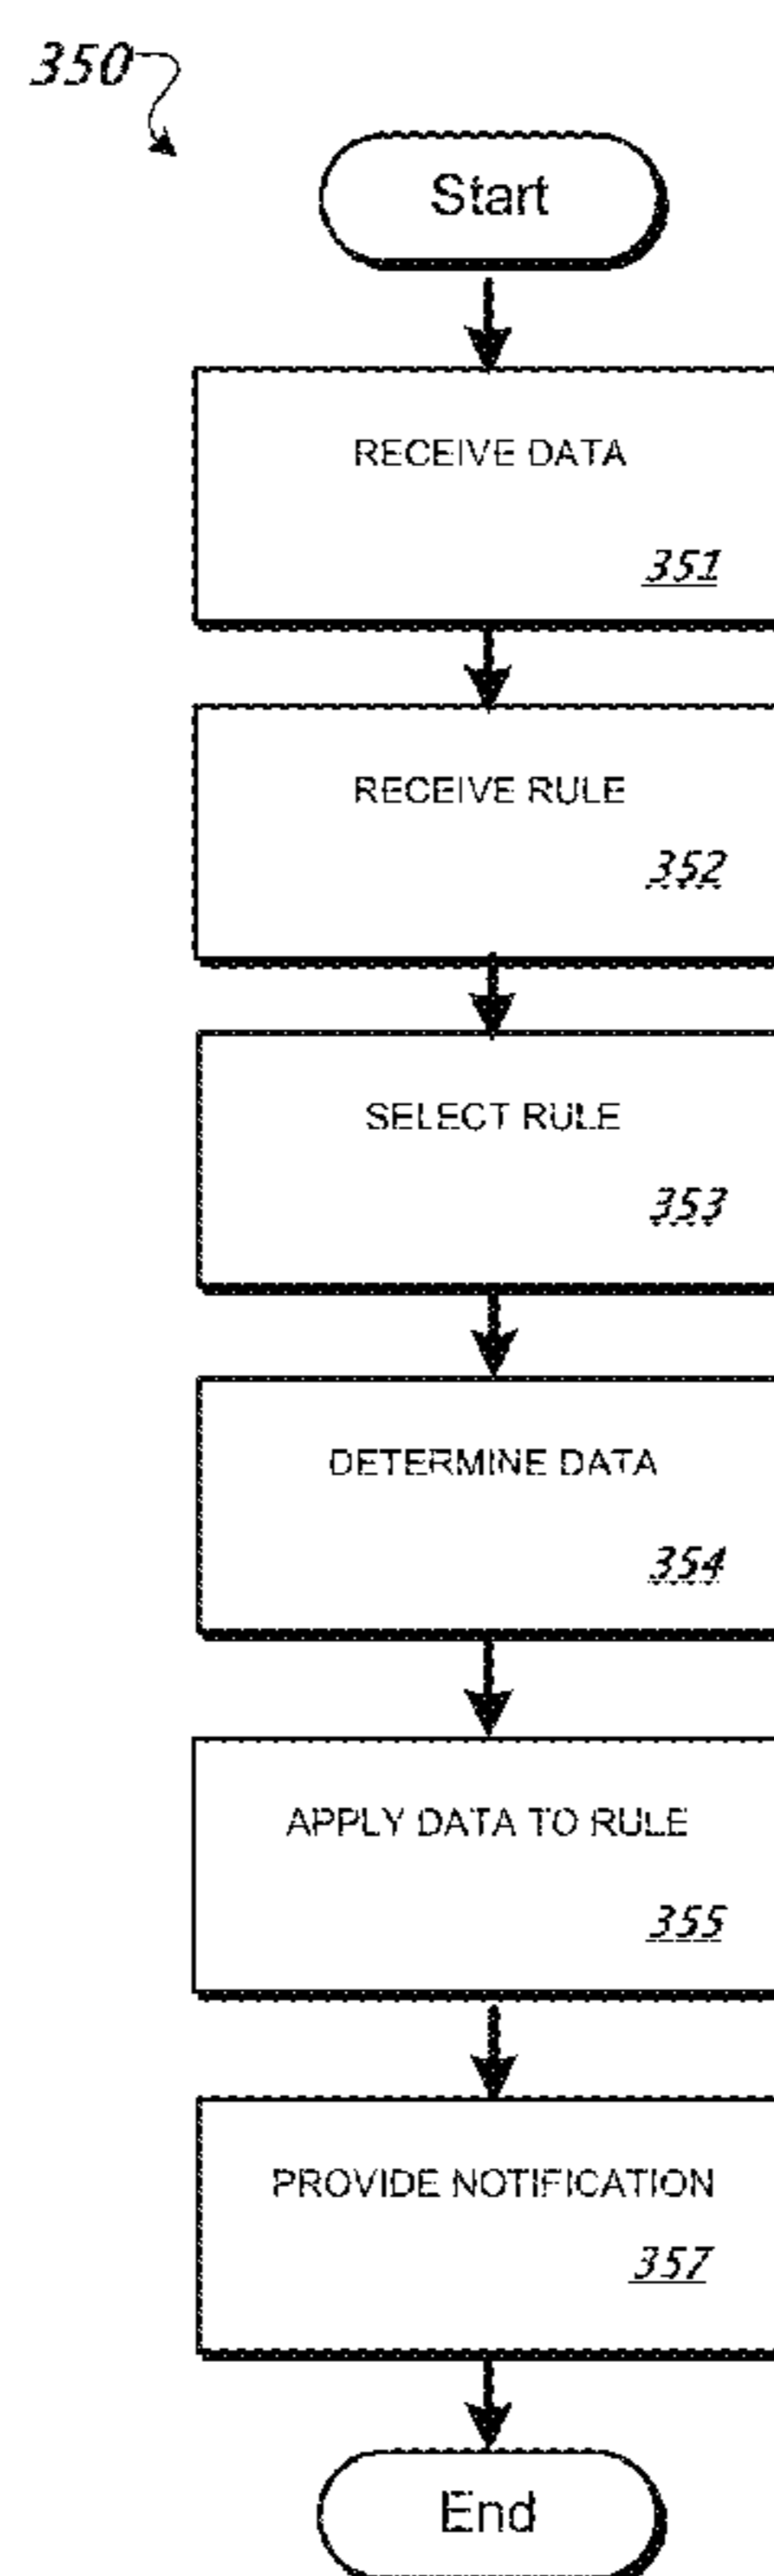 350
Start
RECEIVE DATA
351
RECEIVE RULE
352
SELECT RULE
353
DETERMINE DATA
354
APPLY DATA TO RULE
355
PROVIDE NOTIFICATION
357
End